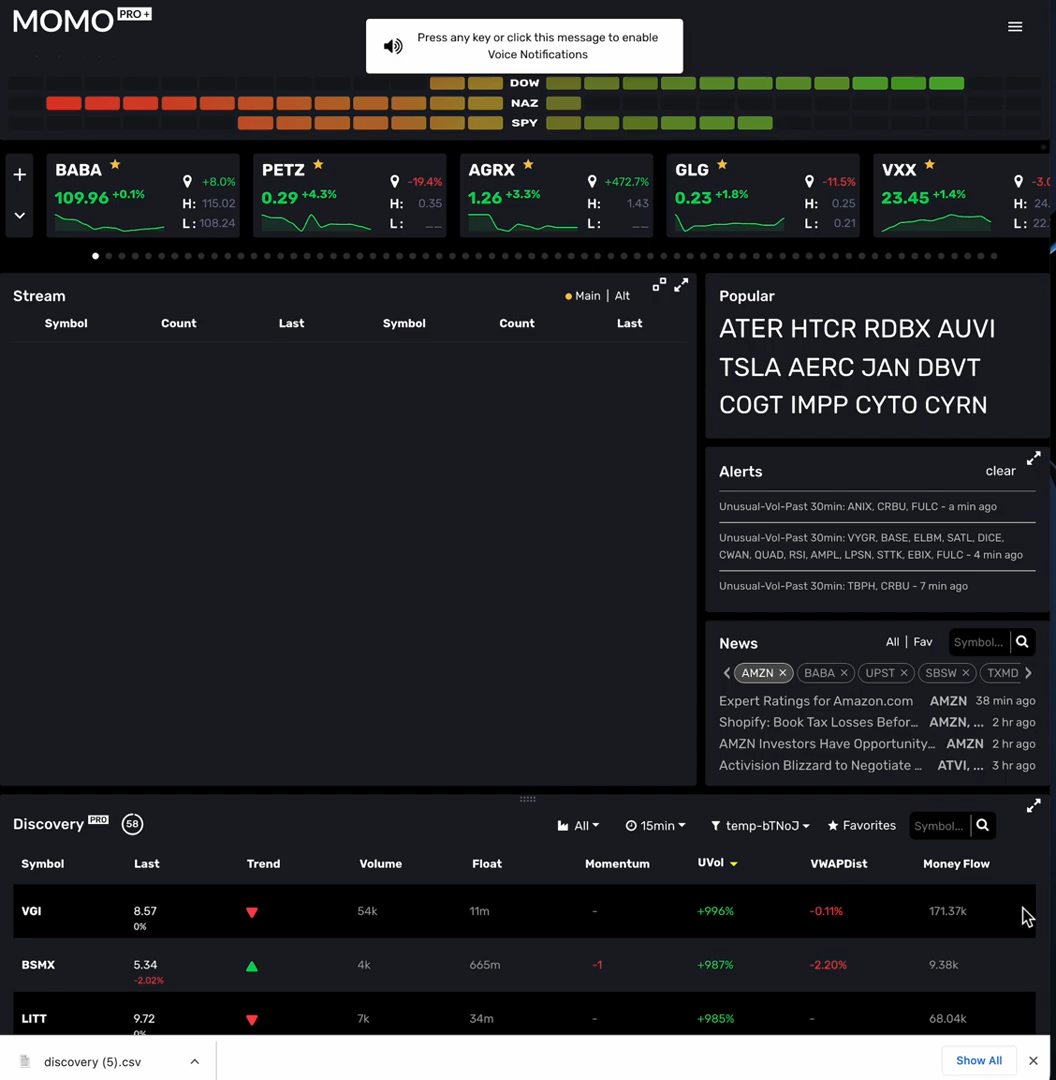 MOMO PRO +
Press any key or click this message to enable
Voice Notifications
DOW
NAZ
SPY
BABA
109.96 +0.1%
+8.0%
H: 115.02
L: 108.24
PETZ
0.29 +4.3%
-19.4%
H: 0.35
L: __
AGRX
1.26 +3.3%
+472.7%
H: 1.43
L: __
GLG
0.23 +1.8%
-11.5%
H: 0.25
L: 0.21
VXX
23.45 +1.4%
-3.0
H: 24.
L: 22.
Stream
Main | Alt
Symbol Count Last Symbol Count Last
Popular
ATER HTCR RDBX AUVI
TSLA AERC JAN DBVT
COGT IMPP CYTO CYRN
Alerts clear
Unusual-Vol-Past 30min: ANIX, CRBU, FULC - a min ago
Unusual-Vol-Past 30min: VYGR, BASE, ELBM, SATL, DICE,
CWAN, QUAD, RSI, AMPL, LPSN, STTK, EBIX, FULC - 4 min ago
Unusual-Vol-Past 30min: TBPH, CRBU - 7 min ago
News All | Fav Symbol...
AMZN × BABA × UPST × SBSW × TXMD
Expert Ratings for Amazon.com AMZN 38 min ago
Shopify: Book Tax Losses Befor... AMZN, ... 2 hr ago
AMZN Investors Have Opportunity... AMZN 2 hr ago
Activision Blizzard to Negotiate ... ATVI, ... 3 hr ago
Discovery PRO 58 All 15min temp-bTNoJ Favorites Symbol...
Symbol Last Trend Volume Float Momentum UVol VWAPDist Money Flow
VGI 8.57 54k 11m - +996% -0.11% 171.37k
0%
BSMX 5.34 4k 665m -1 +987% -2.20% 9.38k
-2.02%
LITT 9.72 7k 34m - +985% - 68.04k
0%
discovery (5).csv Show All